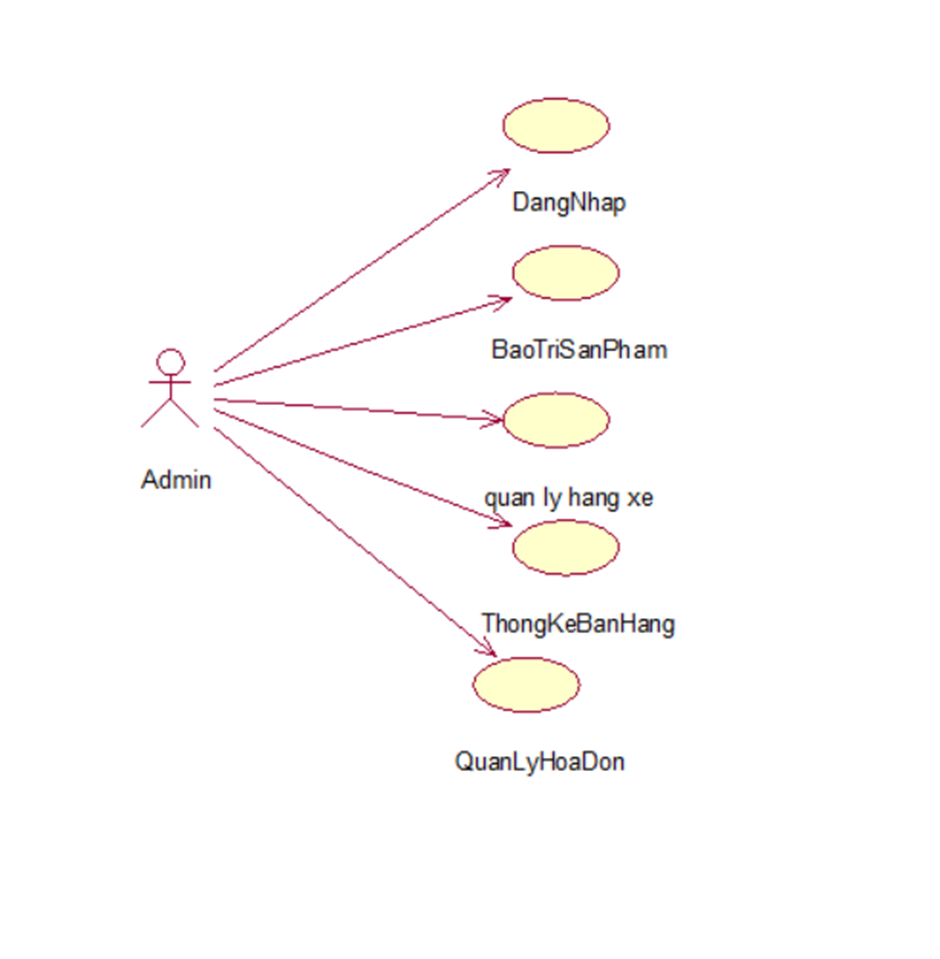 DangNhap
BaoTriSanPham
Admin
quan ly hang xe
ThongKeBanHang
QuanLyHoaDon